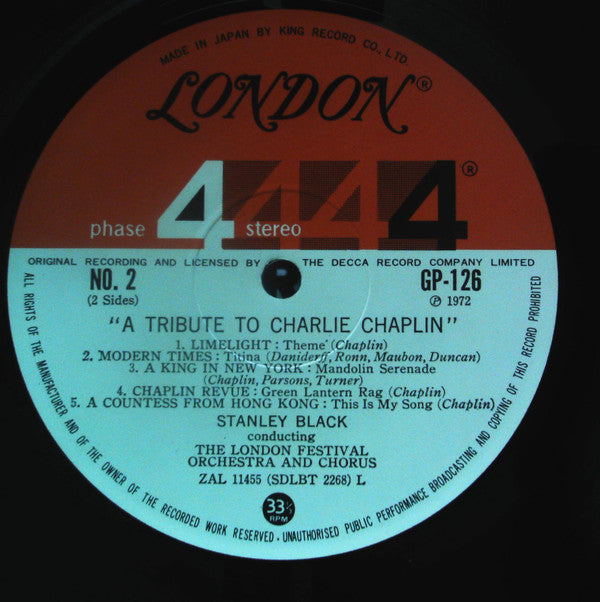 MADE IN JAPAN BY KING RECORD CO., LTD.
LONDON®
phase 4 stereo 4 4 4®
ORIGINAL RECORDING AND LICENSED BY THE DECCA RECORD COMPANY LIMITED
NO. 2 GP-126
(2 Sides) ℗ 1972
"A TRIBUTE TO CHARLIE CHAPLIN"
1. LIMELIGHT : Theme (Chaplin)
2. MODERN TIMES : Titina (Daniderff, Ronn, Maubon, Duncan)
3. A KING IN NEW YORK : Mandolin Serenade
(Chaplin, Parsons, Turner)
4. CHAPLIN REVUE : Green Lantern Rag (Chaplin)
5. A COUNTESS FROM HONG KONG : This Is My Song (Chaplin)
STANLEY BLACK
conducting
THE LONDON FESTIVAL
ORCHESTRA AND CHORUS
ZAL 11455 (SDLBT 2268) L
33⅓
RPM
ALL RIGHTS OF THE MANUFACTURER AND OF THE OWNER OF THE RECORDED WORK RESERVED. UNAUTHORISED PUBLIC PERFORMANCE BROADCASTING AND COPYING OF THIS RECORD PROHIBITED